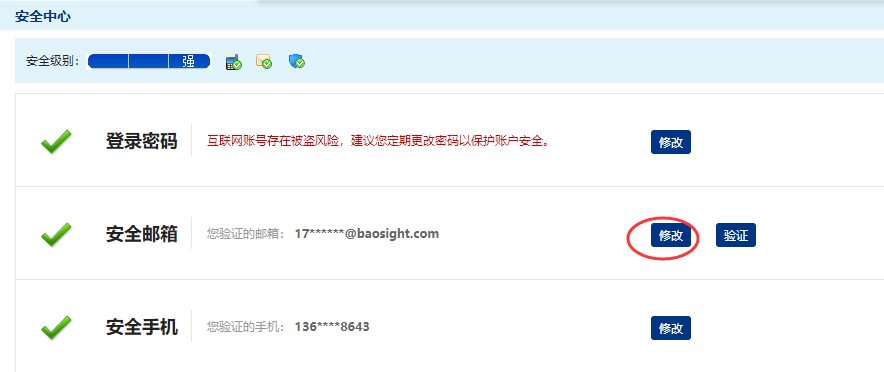 安全中心
安全级别： 强
登录密码 互联网账号存在被盗风险，建议您定期更改密码以保护账户安全。 修改
安全邮箱 您验证的邮箱： 17******@baosight.com 修改 验证
安全手机 您验证的手机： 136****8643 修改